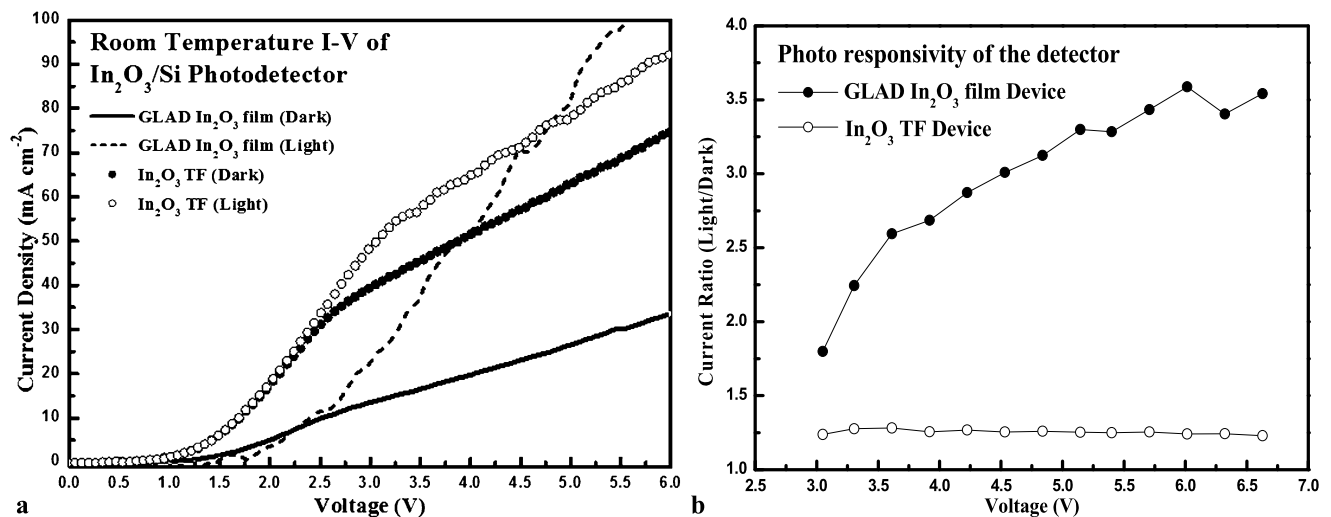 Room Temperature I-V of
In₂O₃/Si Photodetector
GLAD In₂O₃ film (Dark)
GLAD In₂O₃ film (Light)
In₂O₃ TF (Dark)
In₂O₃ TF (Light)
Current Density (mA cm⁻²)
100
90
80
70
60
50
40
30
20
10
0
0.0 0.5 1.0 1.5 2.0 2.5 3.0 3.5 4.0 4.5 5.0 5.5 6.0
Voltage (V)
a
Photo responsivity of the detector
GLAD In₂O₃ film Device
In₂O₃ TF Device
Current Ratio (Light/Dark)
4.0
3.5
3.0
2.5
2.0
1.5
1.0
2.5 3.0 3.5 4.0 4.5 5.0 5.5 6.0 6.5 7.0
Voltage (V)
b